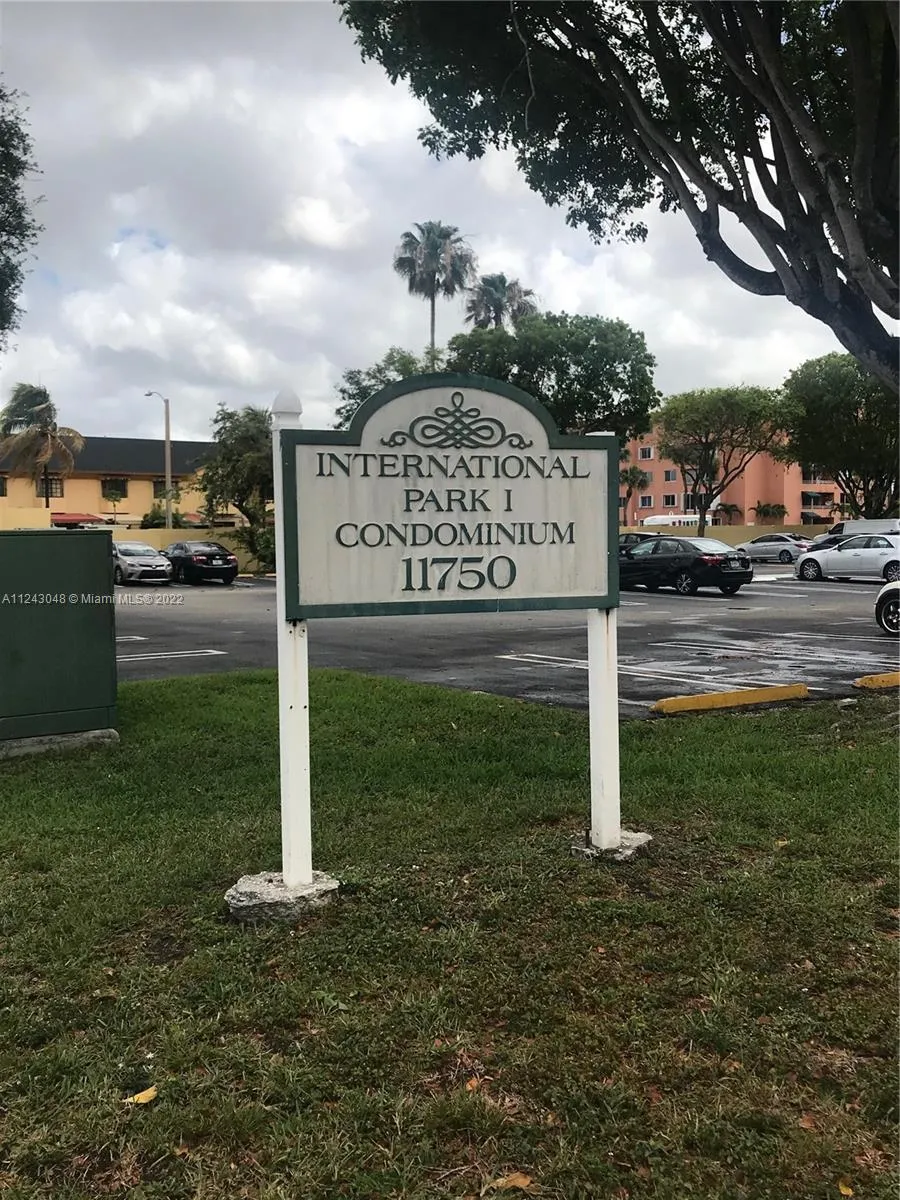 INTERNATIONAL
PARK I
CONDOMINIUM
11750
A11243048 © Miami MLS® 2022